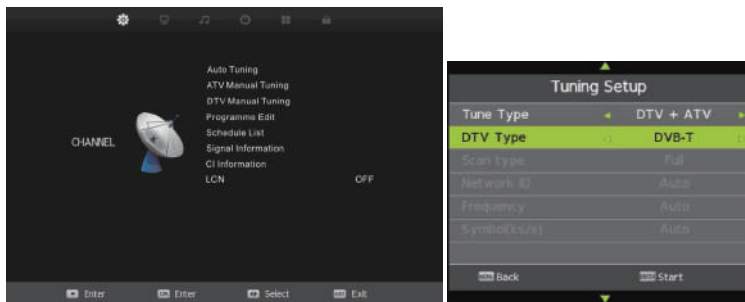 CHANNEL
Auto Tuning
ATV Manual Tuning
DTV Manual Tuning
Programme Edit
Schedule List
Signal Information
CI Information
LCN OFF
Enter Enter Select Exit
Tuning Setup
Tune Type DTV + ATV
DTV Type DVB-T
Scan type Full
Network ID Auto
Frequency Auto
Symbol(ks/s) Auto
Back Start